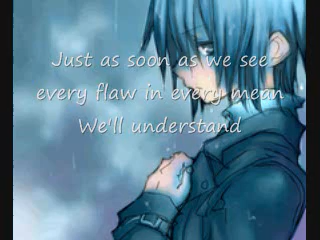 Just as soon as we see
every flaw in every mean
We'll understand